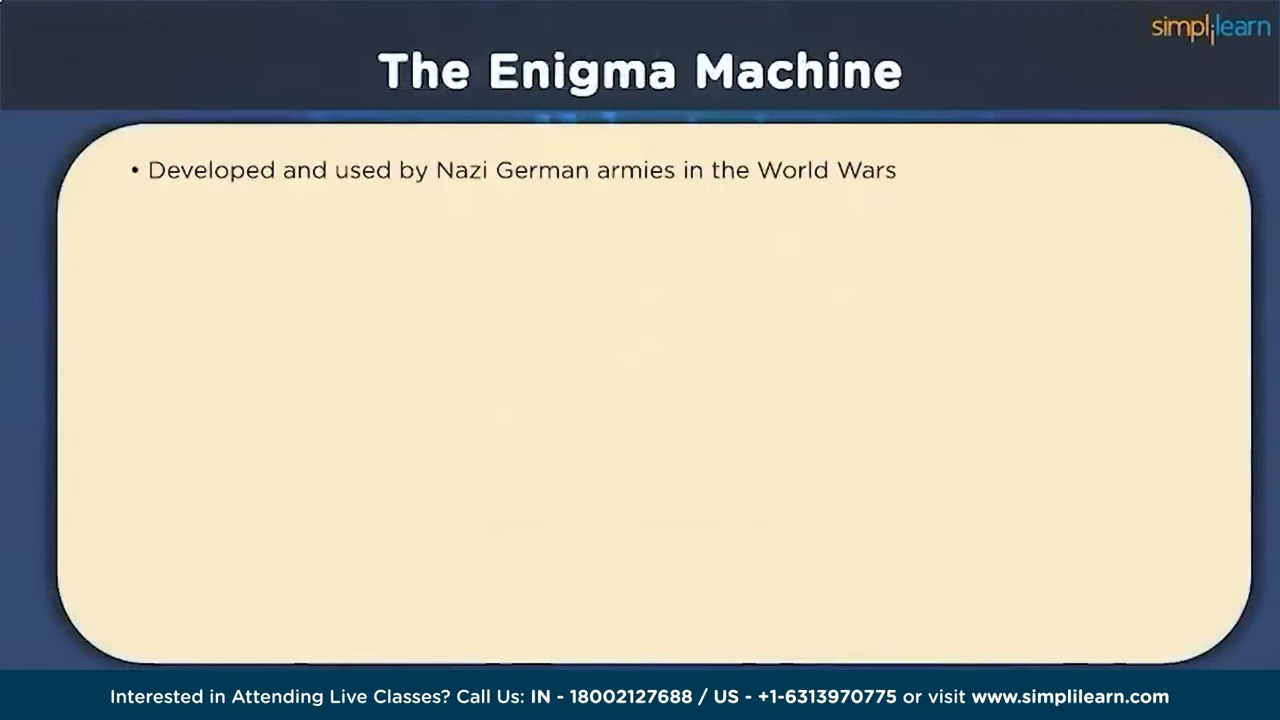 simplilearn
The Enigma Machine
• Developed and used by Nazi German armies in the World Wars
Interested in Attending Live Classes? Call Us: IN - 18002127688 / US - +1-6313970775 or visit www.simplilearn.com